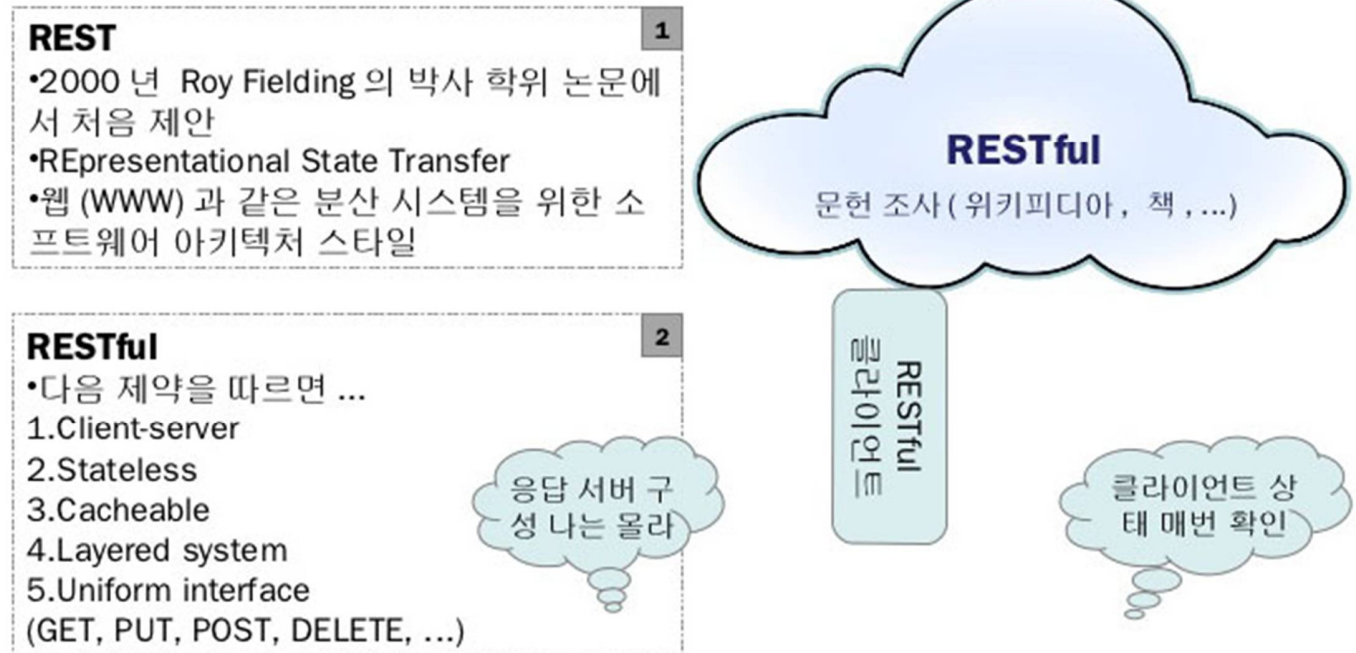 REST
1
•2000 년 Roy Fielding 의 박사 학위 논문에
서 처음 제안
•REpresentational State Transfer
•웹 (WWW) 과 같은 분산 시스템을 위한 소
프트웨어 아키텍처 스타일
RESTful
문헌 조사 ( 위키피디아 , 책 , ...)
RESTful
2
•다음 제약을 따르면 ...
1.Client-server
2.Stateless
3.Cacheable
4.Layered system
5.Uniform interface
(GET, PUT, POST, DELETE, ...)
응답 서버 구
성 나는 몰라
RESTful
클라이언트
클라이언트 상
태 매번 확인